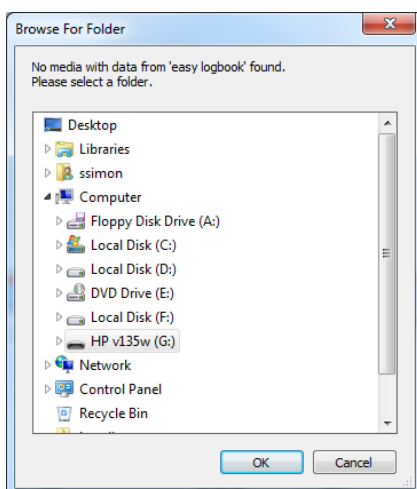 Browse For Folder
No media with data from 'easy logbook' found.
Please select a folder.
Desktop
Libraries
ssimon
Computer
Floppy Disk Drive (A:)
Local Disk (C:)
Local Disk (D:)
DVD Drive (E:)
Local Disk (F:)
HP v135w (G:)
Network
Control Panel
Recycle Bin
OK Cancel